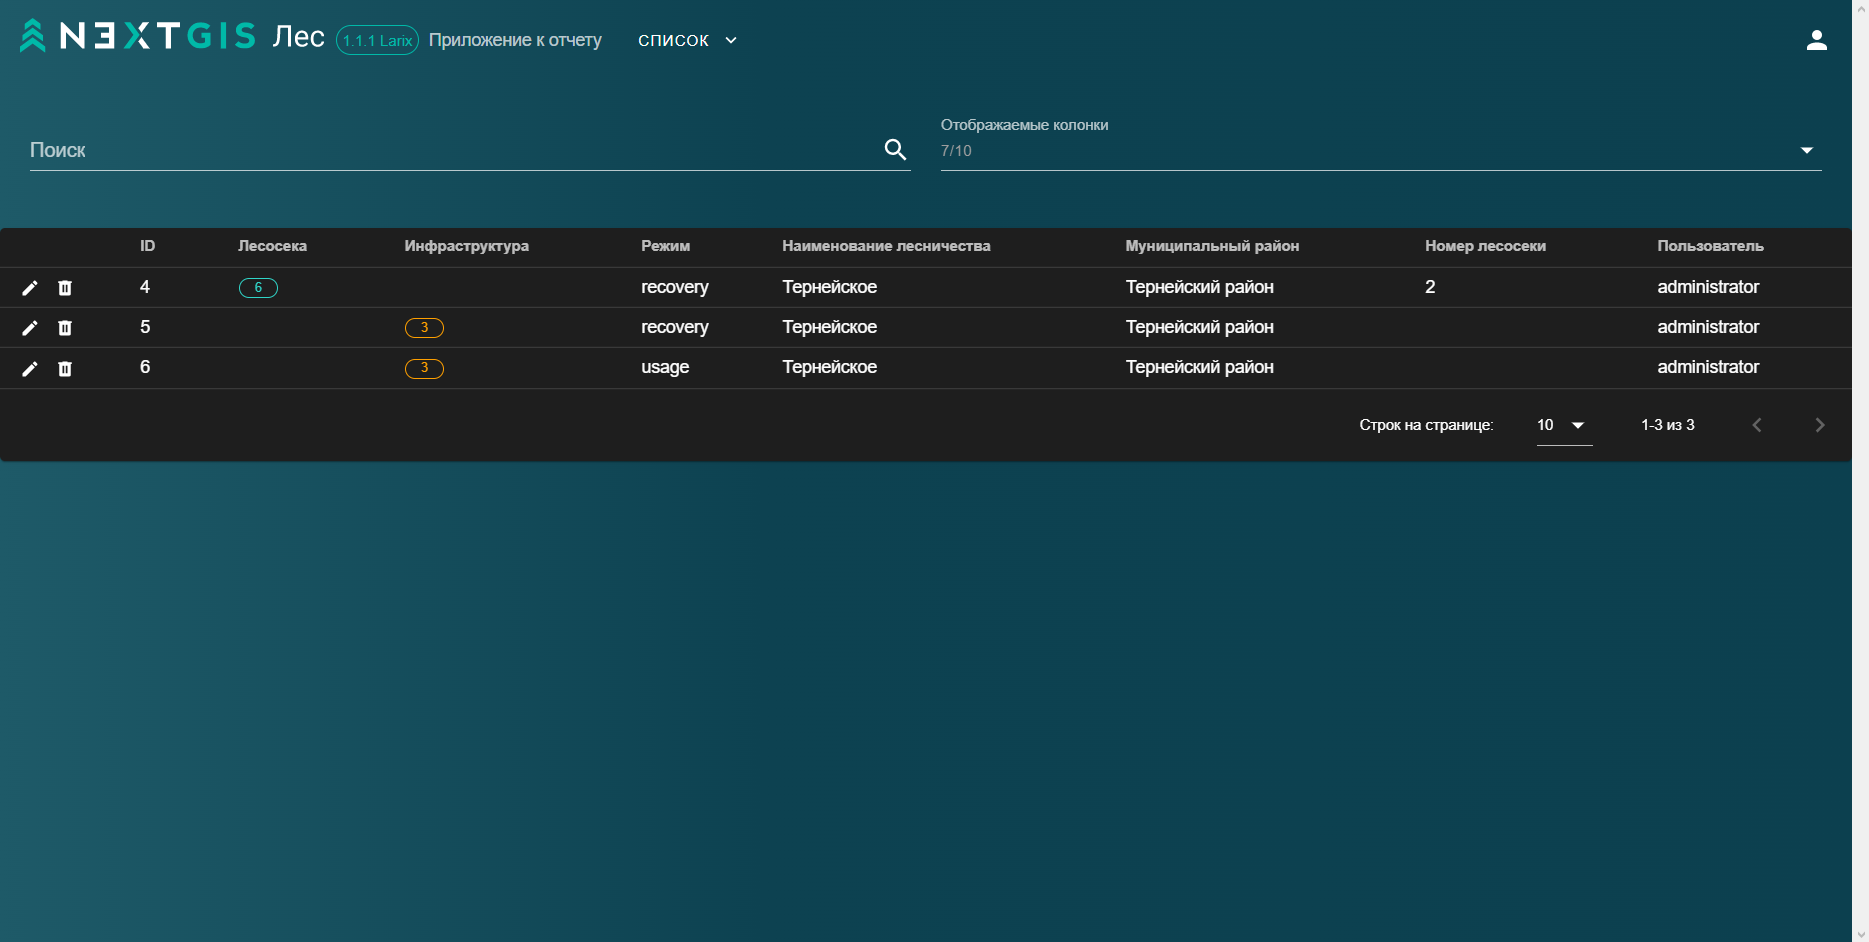 NEXTGIS Лес 1.1.1 Larix Приложение к отчету СПИСОК
Отображаемые колонки
Поиск 7/10
ID Лесосека Инфраструктура Режим Наименование лесничества Муниципальный район Номер лесосеки Пользователь
4 6 recovery Тернейское Тернейский район 2 administrator
5 3 recovery Тернейское Тернейский район administrator
6 3 usage Тернейское Тернейский район administrator
Строк на странице: 10 1-3 из 3